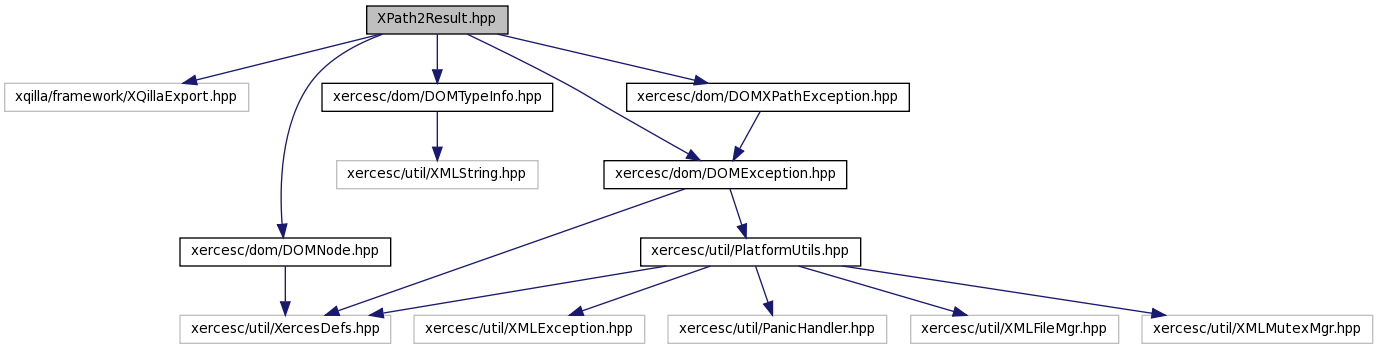 XPath2Result.hpp
xqilla/framework/XQillaExport.hpp
xercesc/dom/DOMTypeInfo.hpp
xercesc/dom/DOMXPathException.hpp
xercesc/util/XMLString.hpp
xercesc/dom/DOMException.hpp
xercesc/dom/DOMNode.hpp
xercesc/util/PlatformUtils.hpp
xercesc/util/XercesDefs.hpp
xercesc/util/XMLException.hpp
xercesc/util/PanicHandler.hpp
xercesc/util/XMLFileMgr.hpp
xercesc/util/XMLMutexMgr.hpp